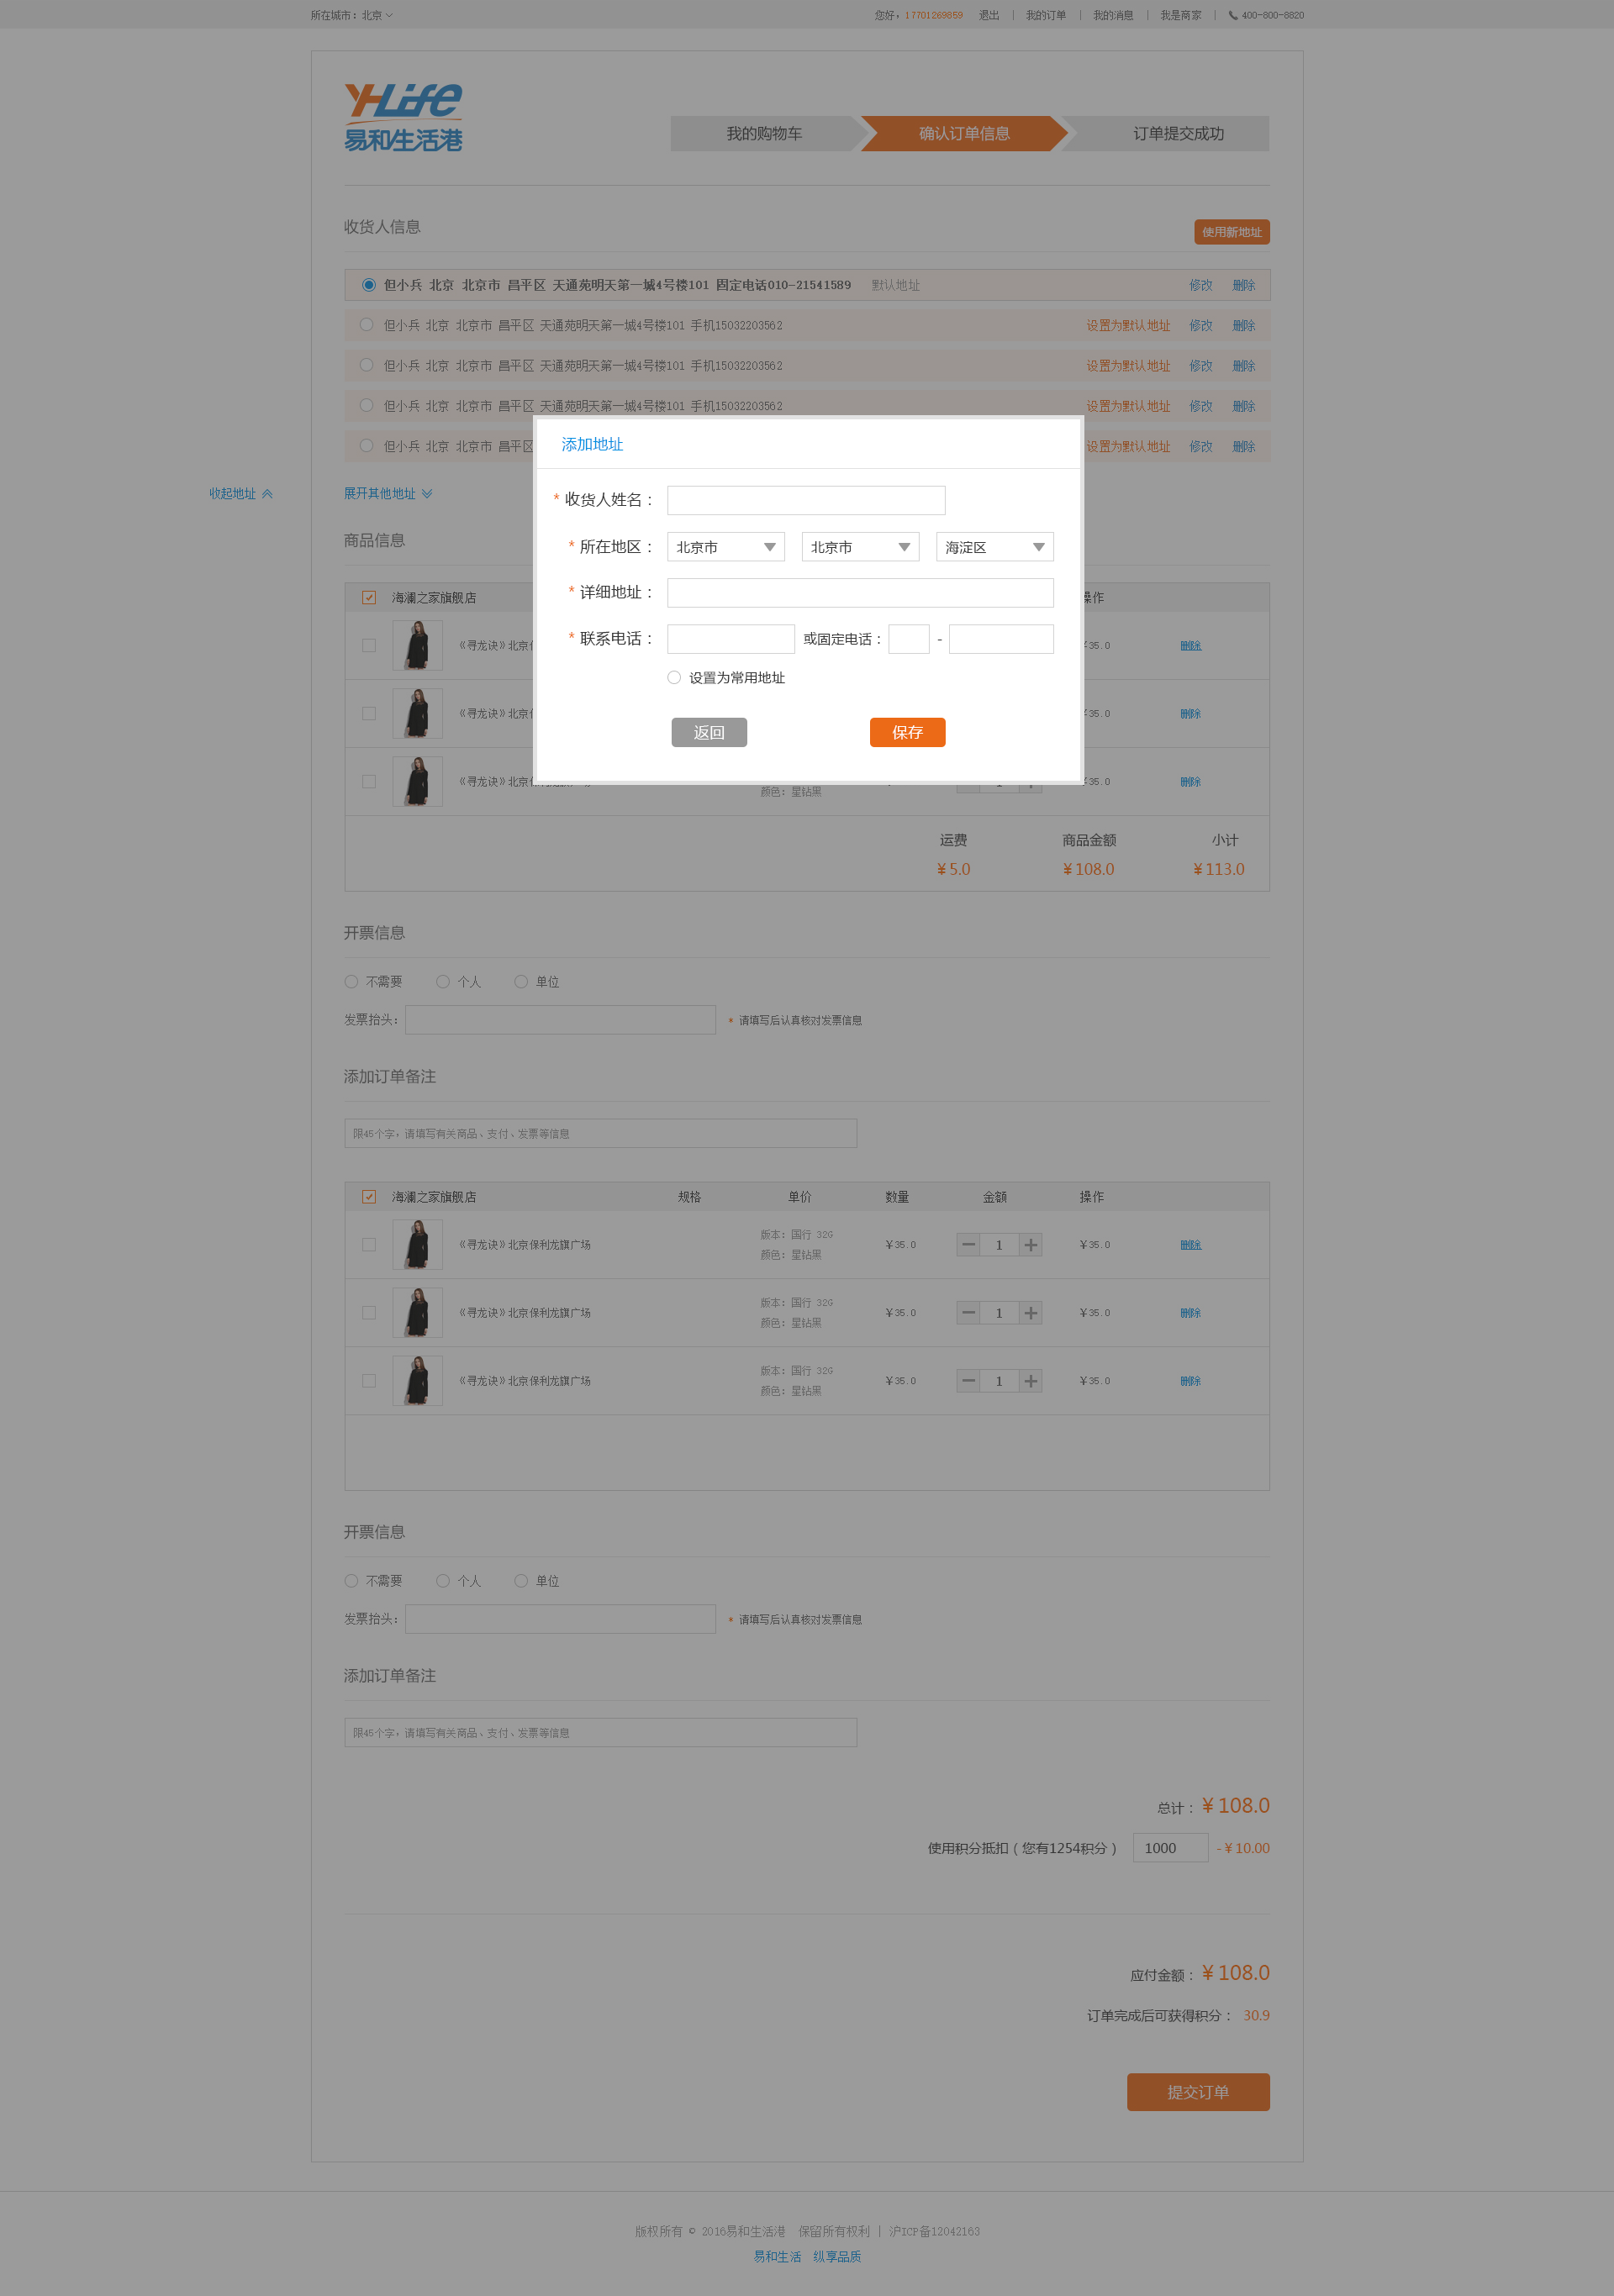 所在城市：北京
您好，17701269859 退出 | 我的订单 | 我的消息 | 我是商家 | 400-800-8820
YHLife
易和生活港
我的购物车 确认订单信息 订单提交成功
收货人信息 使用新地址
但小兵 北京 北京市 昌平区 天通苑明天第一城4号楼101 固定电话010-21541589 默认地址 修改 删除
但小兵 北京 北京市 昌平区 天通苑明天第一城4号楼101 手机15032203562 设置为默认地址 修改 删除
但小兵 北京 北京市 昌平区 天通苑明天第一城4号楼101 手机15032203562 设置为默认地址 修改 删除
但小兵 北京 北京市 昌平区 天通苑明天第一城4号楼101 手机15032203562 设置为默认地址 修改 删除
但小兵 北京 北京市 昌平区 设置为默认地址 修改 删除
收起地址 展开其他地址
添加地址
* 收货人姓名：
* 所在地区： 北京市 北京市 海淀区
* 详细地址：
* 联系电话： 或固定电话： -
设置为常用地址
返回 保存
商品信息
海澜之家旗舰店 操作
《寻龙诀》北京 ¥35.0 删除
《寻龙诀》北京 ¥35.0 删除
《寻龙诀》北京保利龙旗广场 ¥35.0 删除
颜色：星钻黑
运费 商品金额 小计
¥5.0 ¥108.0 ¥113.0
开票信息
不需要 个人 单位
发票抬头： * 请填写后认真核对发票信息
添加订单备注
限45个字，请填写有关商品、支付、发票等信息
海澜之家旗舰店 规格 单价 数量 金额 操作
《寻龙诀》北京保利龙旗广场 版本：国行 32G ¥35.0 1 ¥35.0 删除
颜色：星钻黑
《寻龙诀》北京保利龙旗广场 版本：国行 32G ¥35.0 1 ¥35.0 删除
颜色：星钻黑
《寻龙诀》北京保利龙旗广场 版本：国行 32G ¥35.0 1 ¥35.0 删除
颜色：星钻黑
开票信息
不需要 个人 单位
发票抬头： * 请填写后认真核对发票信息
添加订单备注
限45个字，请填写有关商品、支付、发票等信息
总计：¥108.0
使用积分抵扣（您有1254积分） 1000 -¥10.00
应付金额：¥108.0
订单完成后可获得积分： 30.9
提交订单
版权所有 © 2016易和生活港 保留所有权利 | 沪ICP备12042163
易和生活 纵享品质